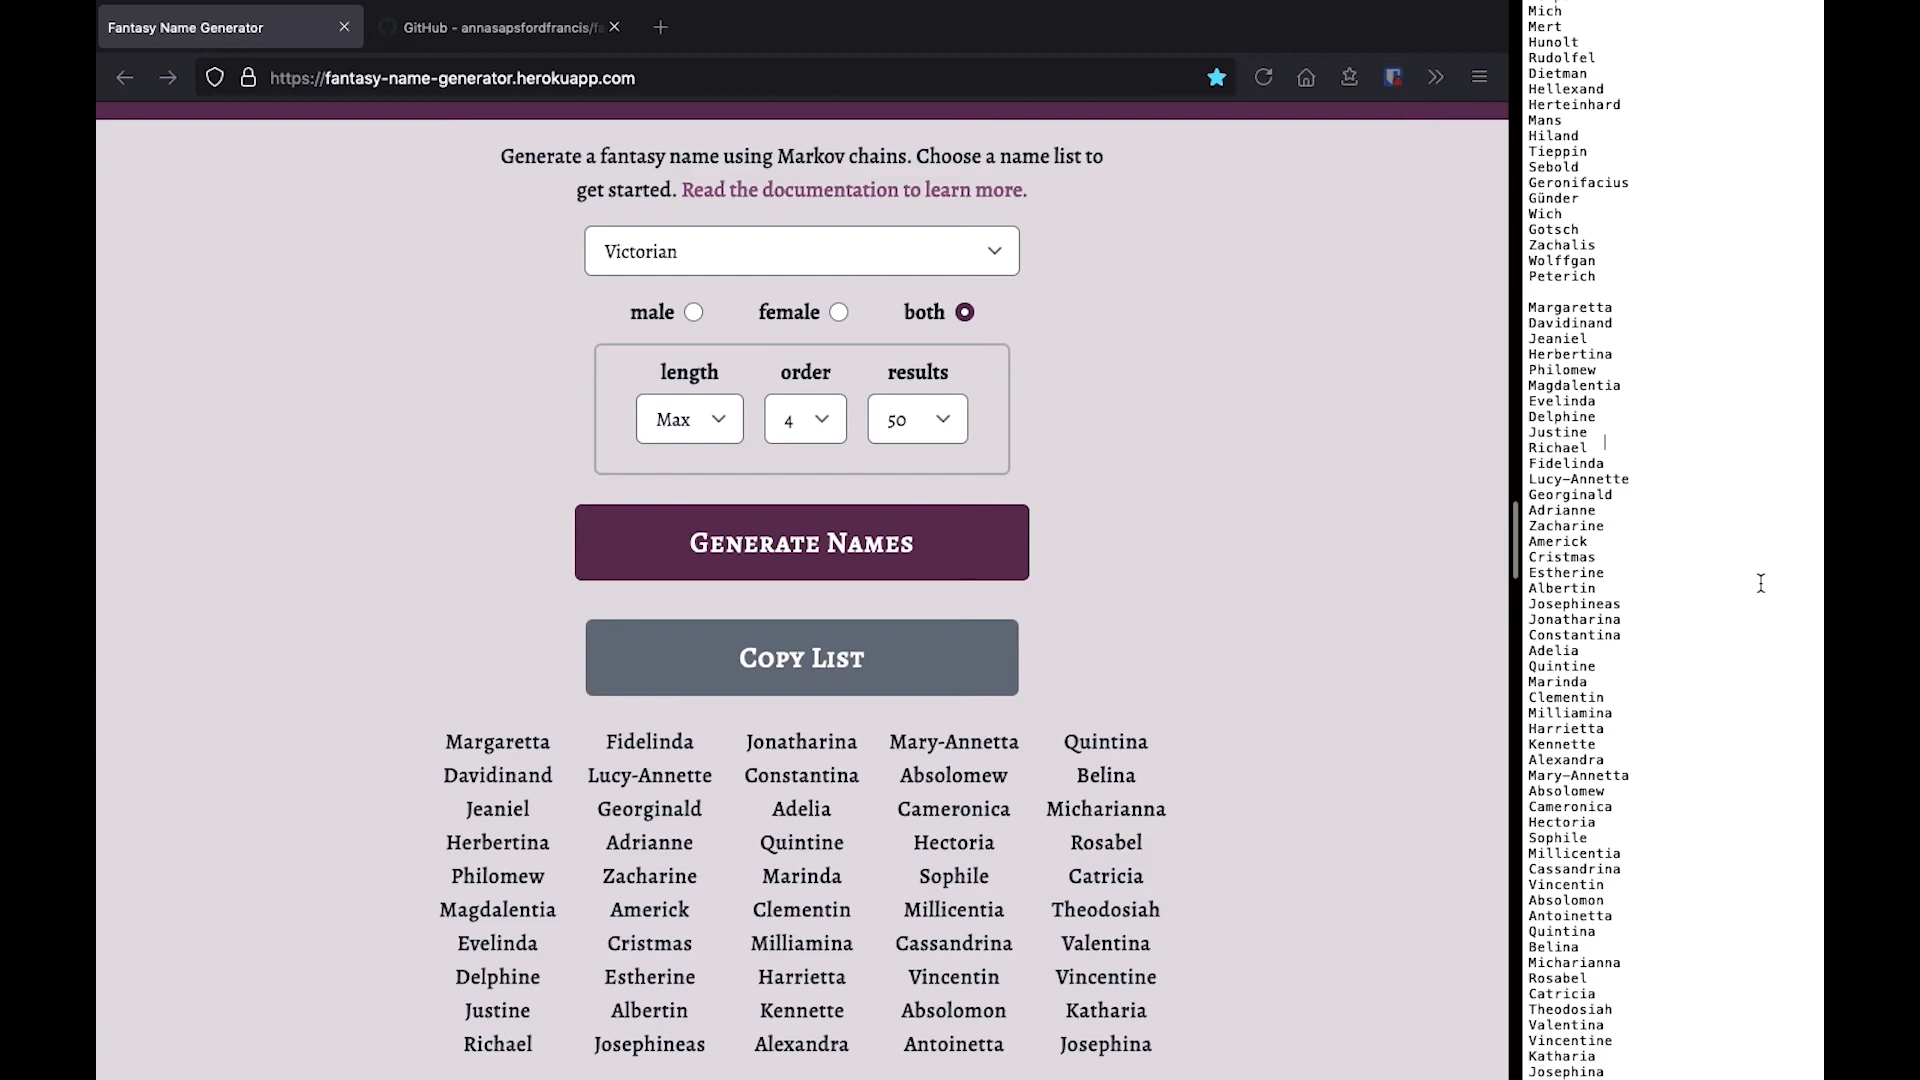 Fantasy Name Generator
GitHub - annasapsfordfrancis/fa
https://fantasy-name-generator.herokuapp.com
Generate a fantasy name using Markov chains. Choose a name list to
get started. Read the documentation to learn more.
Victorian
male female both
length order results
Max 4 50
Generate Names
Copy List
Margaretta Fidelinda Jonatharina Mary-Annetta Quintina
Davidinand Lucy-Annette Constantina Absolomew Belina
Jeaniel Georginald Adelia Cameronica Micharianna
Herbertina Adrianne Quintine Hectoria Rosabel
Philomew Zacharine Marinda Sophile Catricia
Magdalentia Americk Clementin Millicentia Theodosiah
Evelinda Cristmas Milliamina Cassandrina Valentina
Delphine Estherine Harrietta Vincentin Vincentine
Justine Albertin Kennette Absolomon Katharia
Richael Josephineas Alexandra Antoinetta Josephina
Mich
Mert
Hunolt
Rudolfel
Dietman
Hellexand
Herteinhard
Mans
Hiland
Tieppin
Sebold
Geronifacius
Günder
Wich
Gotsch
Zachalis
Wolffgan
Peterich
Margaretta
Davidinand
Jeaniel
Herbertina
Philomew
Magdalentia
Evelinda
Delphine
Justine
Richael
Fidelinda
Lucy-Annette
Georginald
Adrianne
Zacharine
Americk
Cristmas
Estherine
Albertin
Josephineas
Jonatharina
Constantina
Adelia
Quintine
Marinda
Clementin
Milliamina
Harrietta
Kennette
Alexandra
Mary-Annetta
Absolomew
Cameronica
Hectoria
Sophile
Millicentia
Cassandrina
Vincentin
Absolomon
Antoinetta
Quintina
Belina
Micharianna
Rosabel
Catricia
Theodosiah
Valentina
Vincentine
Katharia
Josephina